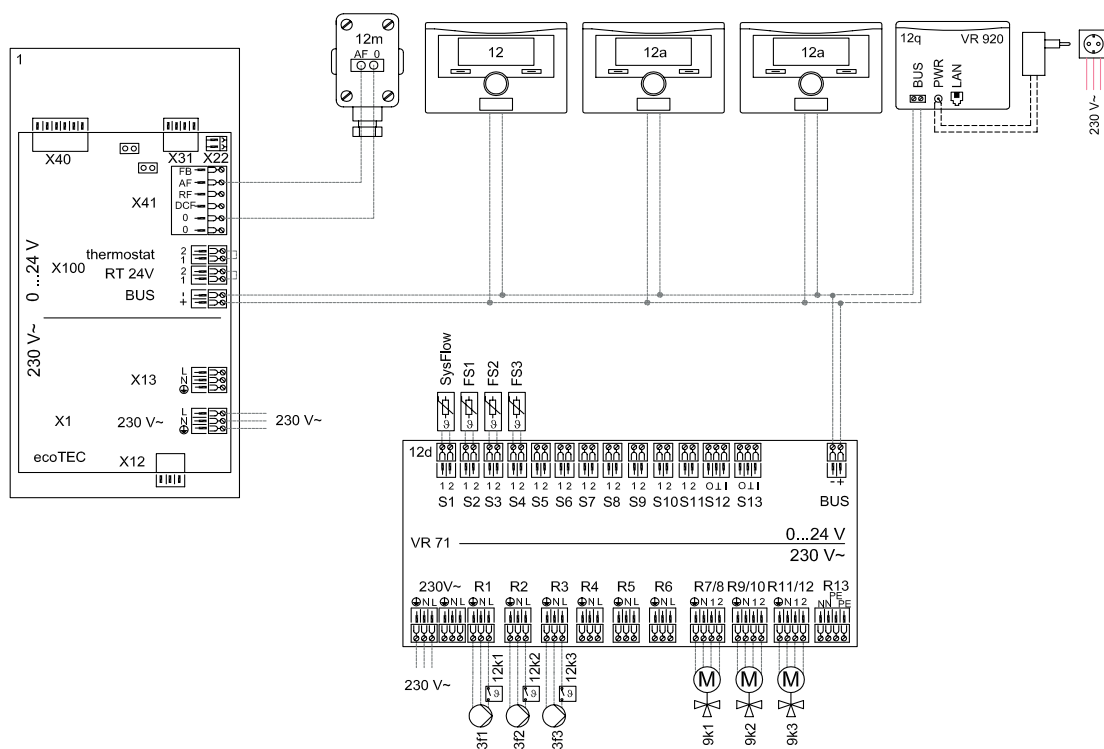 1
12m
AF 0
12
12a
12a
12q VR 920
BUS
PWR
LAN
230 V~
X40
X31 X22
FB
AF
RF
DCF
0
0
X41
0 ...24 V
X100
thermostat
2
1
RT 24V
2
1
BUS
-
+
230 V~
X13
L
N
X1
230 V~
L
N
230 V~
ecoTEC
X12
SysFlow
FS1
FS2
FS3
12d
1 2 1 2 1 2 1 2 1 2 1 2 1 2 1 2 1 2 1 2 1 2
S1 S2 S3 S4 S5 S6 S7 S8 S9 S10 S11 S12 S13
- +
BUS
VR 71
0...24 V
230 V~
230V~ R1 R2 R3 R4 R5 R6 R7/8 R9/10 R11/12 R13
N L N L N L N L N L N L N L N L N 1 2 N 1 2 N 1 2 N N PE PE
230 V~
12k1
12k2
12k3
3f1
3f2
3f3
M
M
M
9k1
9k2
9k3